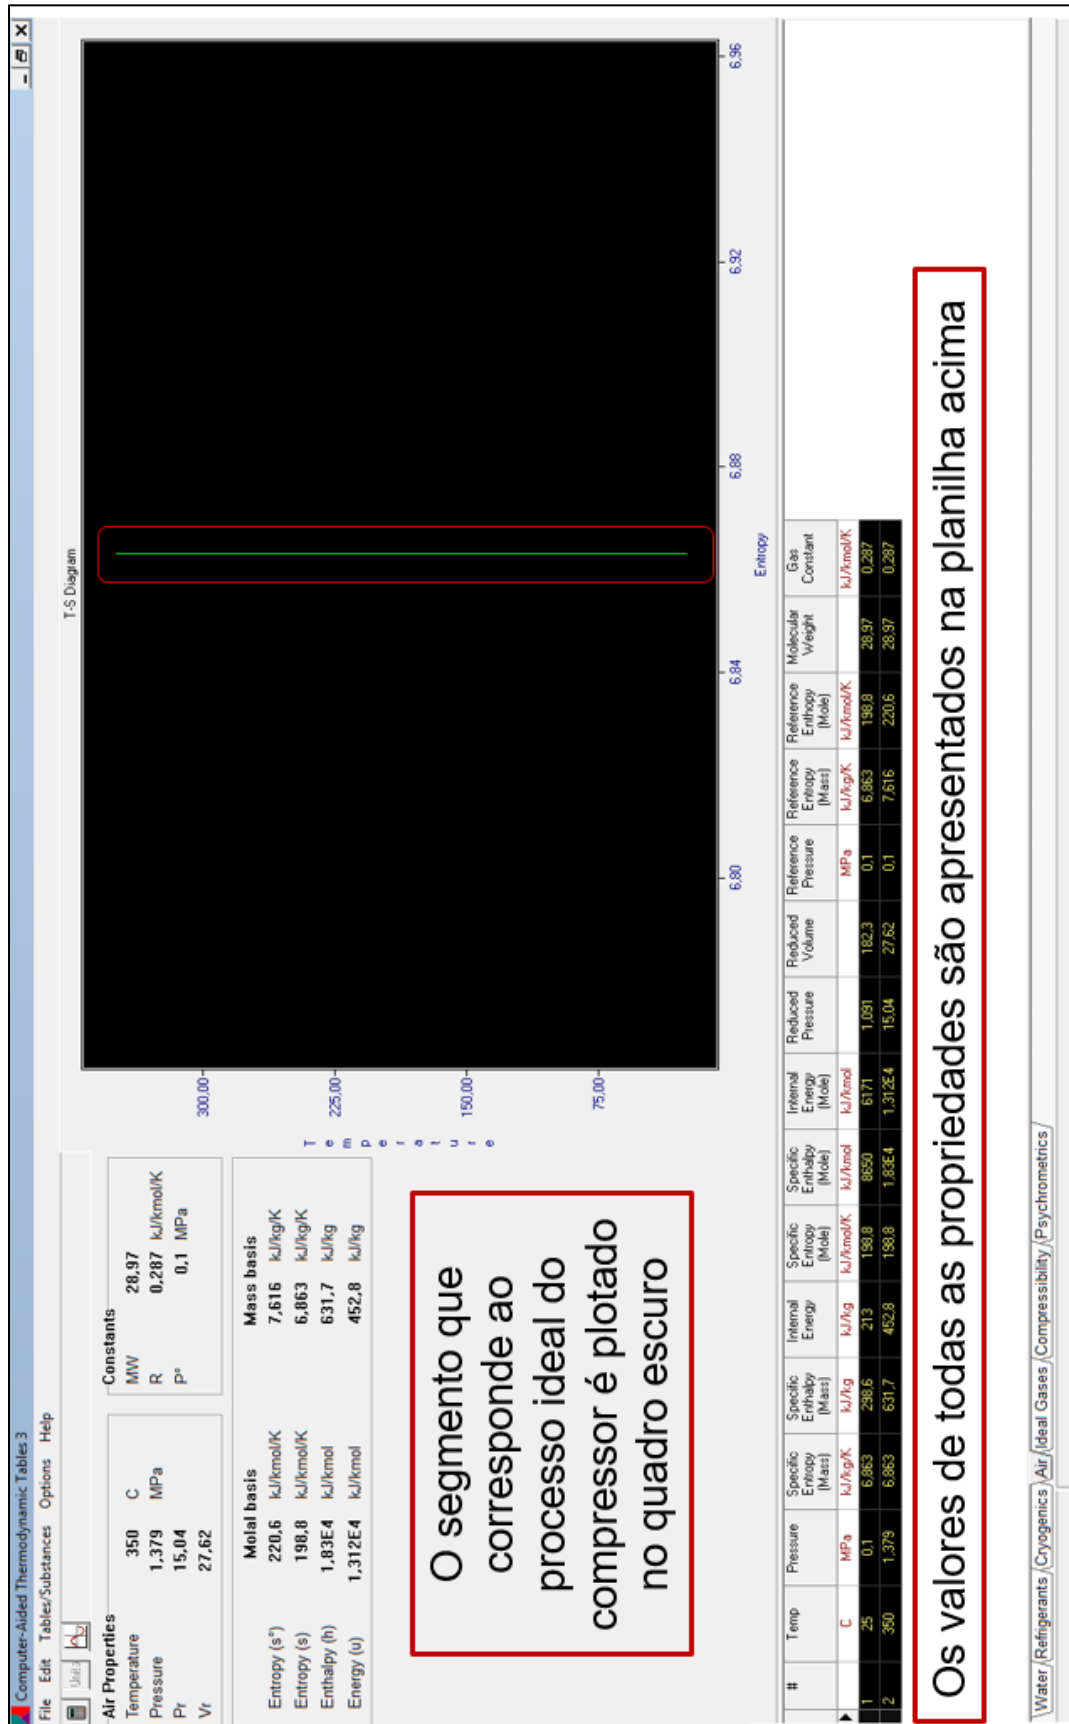 Computer-Aided Thermodynamic Tables 3
File Edit Tables/Substances Options Help
Air Properties
Temperature 350 C
Pressure 1,379 MPa
Pr 15,04
Vr 27,62
Constants
MW 28,97
R 0,287 kJ/kmol/K
P° 0,1 MPa
Molal basis Mass basis
Entropy (s°) 220,6 kJ/kmol/K 7,616 kJ/kg/K
Entropy (s) 198,8 kJ/kmol/K 6,863 kJ/kg/K
Enthalpy (h) 1,83E4 kJ/kmol 631,7 kJ/kg
Energy (u) 1,312E4 kJ/kmol 452,8 kJ/kg
O segmento que
corresponde ao
processo ideal do
compressor é plotado
no quadro escuro
T-S Diagram
Temperature
300,00
225,00
150,00
75,00
6,80 6,84 6,88 6,92 6,96
Entropy
# Temp Pressure Specific Entropy (Mass) Specific Enthalpy (Mass) Internal Energy Specific Entropy (Mole) Specific Enthalpy (Mole) Internal Energy (Mole) Reduced Pressure Reduced Volume Reference Pressure Reference Entropy (Mass) Reference Enthopy (Mole) Molecular Weight Gas Constant
C MPa kJ/kg/K kJ/kg kJ/kg kJ/kmol/K kJ/kmol kJ/kmol MPa kJ/kg/K kJ/kmol/K kJ/kmol/K
1 25 0,1 6,863 298,6 213 198,8 8650 6171 1,091 182,3 0,1 6,863 198,8 28,97 0,287
2 350 1,379 6,863 631,7 452,8 198,8 1,83E4 1,312E4 15,04 27,62 0,1 7,616 220,6 28,97 0,287
Os valores de todas as propriedades são apresentados na planilha acima
Water Refrigerants Cryogenics Air Ideal Gases Compressibility Psychrometrics